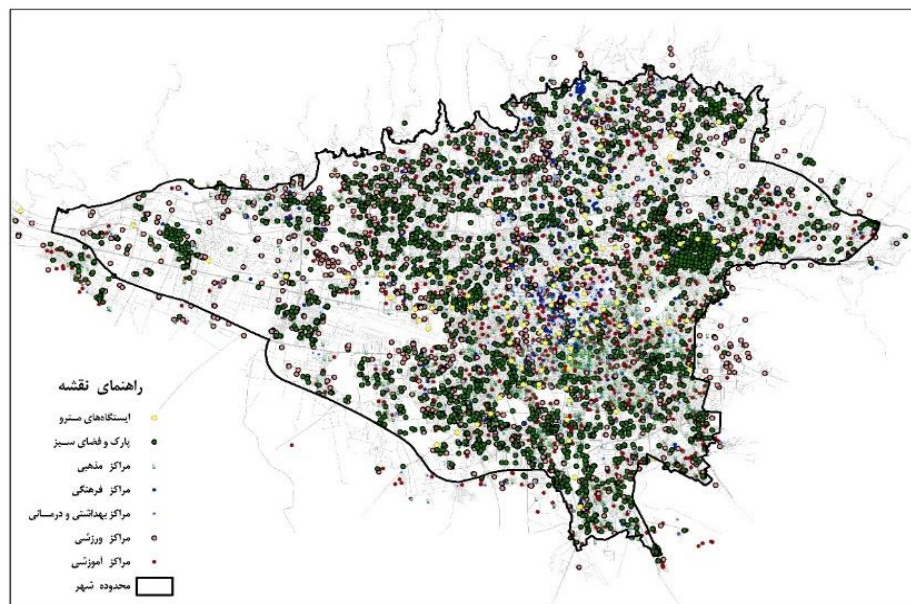 راهنمای نقشه
ایستگاه‌های مترو
پارک و فضای سبز
مراکز مذهبی
مراکز فرهنگی
مراکز بهداشتی و درمانی
مراکز ورزشی
مراکز آموزشی
محدوده شهر